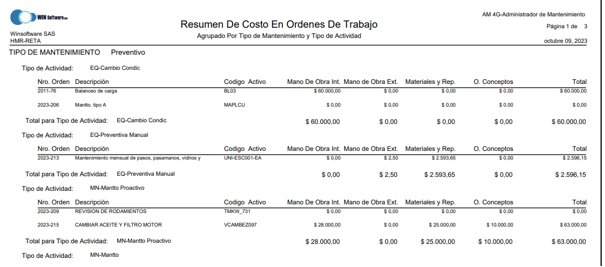 WIN Software SAS
AM 4G-Administrador de Mantenimiento
Resumen De Costo En Ordenes De Trabajo
Página 1 de 3
Agrupado Por Tipo de Mantenimiento y Tipo de Actividad
Winsoftware SAS
HMR-RETA
octubre 09, 2023
TIPO DE MANTENIMIENTO Preventivo
Tipo de Actividad: EQ-Cambio Condic
Nro. Orden Descripción Codigo Activo Mano De Obra Int. Mano de Obra Ext. Materiales y Rep. O. Conceptos Total
2011-76 Balanceo de carga BL03 $ 60.000,00 $ 0,00 $ 0,00 $ 0,00 $ 60.000,00
2023-206 Mantto. tipo A MAPLCU $ 0,00 $ 0,00 $ 0,00 $ 0,00 $ 0,00
Total para Tipo de Actividad: EQ-Cambio Condic $ 60.000,00 $ 0,00 $ 0,00 $ 0,00 $ 60.000,00
Tipo de Actividad: EQ-Preventiva Manual
Nro. Orden Descripción Codigo Activo Mano De Obra Int. Mano de Obra Ext. Materiales y Rep. O. Conceptos Total
2023-213 Mantenimiento mensual de pasos, pasamanos, vidrios y UNI-ESC001-EA $ 0,00 $ 2,50 $ 2.593,65 $ 0,00 $ 2.596,15
Total para Tipo de Actividad: EQ-Preventiva Manual $ 0,00 $ 2,50 $ 2.593,65 $ 0,00 $ 2.596,15
Tipo de Actividad: MN-Mantto Proactivo
Nro. Orden Descripción Codigo Activo Mano De Obra Int. Mano de Obra Ext. Materiales y Rep. O. Conceptos Total
2023-209 REVISION DE RODAMIENTOS TMKW_731 $ 0,00 $ 0,00 $ 0,00 $ 0,00 $ 0,00
2023-215 CAMBIAR ACEITE Y FILTRO MOTOR VCAMBEZ097 $ 28.000,00 $ 0,00 $ 25.000,00 $ 10.000,00 $ 63.000,00
Total para Tipo de Actividad: MN-Mantto Proactivo $ 28.000,00 $ 0,00 $ 25.000,00 $ 10.000,00 $ 63.000,00
Tipo de Actividad: MN-Mantto